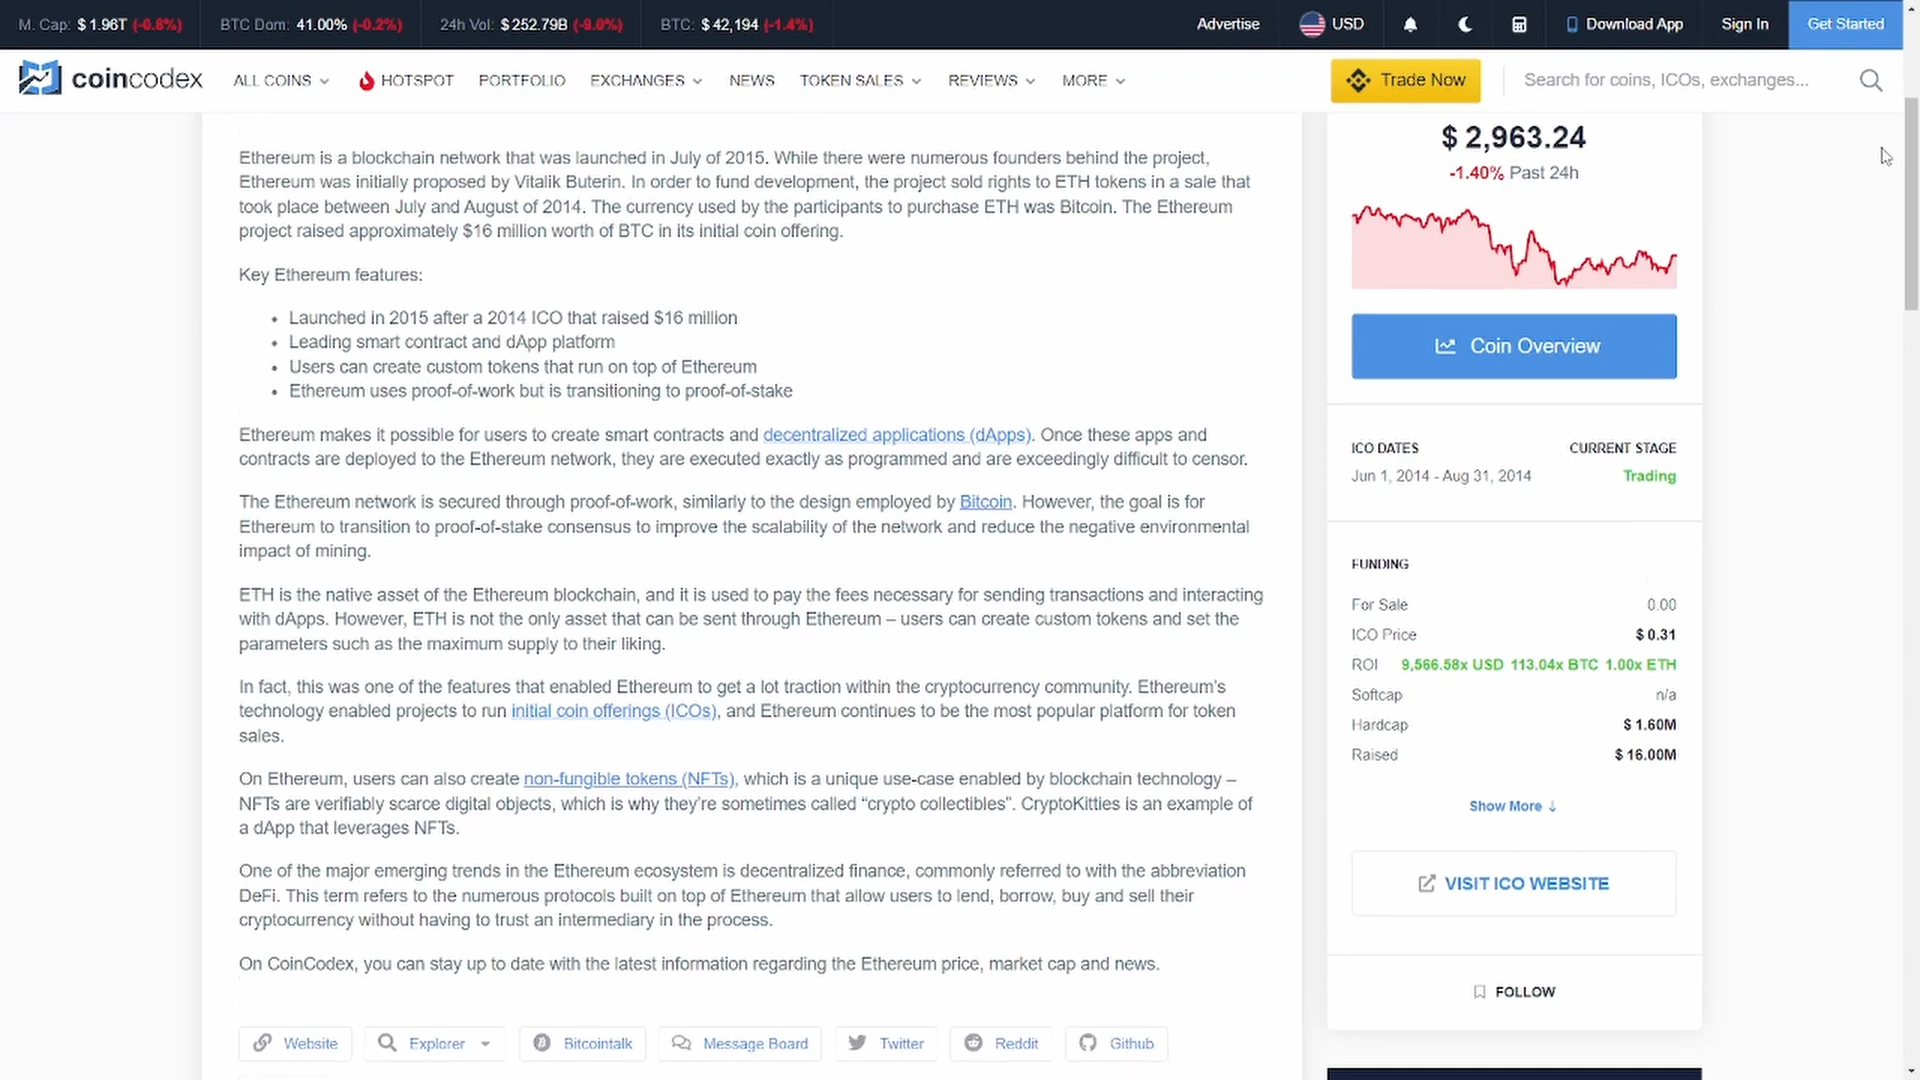 M. Cap: $ 1.96T (-0.8%) BTC Dom: 41.00% (-0.2%) 24h Vol: $ 252.79B (-9.0%) BTC: $ 42,194 (-1.4%) Advertise USD Download App Sign In Get Started
coincodex ALL COINS HOTSPOT PORTFOLIO EXCHANGES NEWS TOKEN SALES REVIEWS MORE Trade Now Search for coins, ICOs, exchanges...
Ethereum is a blockchain network that was launched in July of 2015. While there were numerous founders behind the project,
Ethereum was initially proposed by Vitalik Buterin. In order to fund development, the project sold rights to ETH tokens in a sale that
took place between July and August of 2014. The currency used by the participants to purchase ETH was Bitcoin. The Ethereum
project raised approximately $16 million worth of BTC in its initial coin offering.
Key Ethereum features:
• Launched in 2015 after a 2014 ICO that raised $16 million
• Leading smart contract and dApp platform
• Users can create custom tokens that run on top of Ethereum
• Ethereum uses proof-of-work but is transitioning to proof-of-stake
Ethereum makes it possible for users to create smart contracts and decentralized applications (dApps). Once these apps and
contracts are deployed to the Ethereum network, they are executed exactly as programmed and are exceedingly difficult to censor.
The Ethereum network is secured through proof-of-work, similarly to the design employed by Bitcoin. However, the goal is for
Ethereum to transition to proof-of-stake consensus to improve the scalability of the network and reduce the negative environmental
impact of mining.
ETH is the native asset of the Ethereum blockchain, and it is used to pay the fees necessary for sending transactions and interacting
with dApps. However, ETH is not the only asset that can be sent through Ethereum – users can create custom tokens and set the
parameters such as the maximum supply to their liking.
In fact, this was one of the features that enabled Ethereum to get a lot traction within the cryptocurrency community. Ethereum's
technology enabled projects to run initial coin offerings (ICOs), and Ethereum continues to be the most popular platform for token
sales.
On Ethereum, users can also create non-fungible tokens (NFTs), which is a unique use-case enabled by blockchain technology –
NFTs are verifiably scarce digital objects, which is why they're sometimes called “crypto collectibles”. CryptoKitties is an example of
a dApp that leverages NFTs.
One of the major emerging trends in the Ethereum ecosystem is decentralized finance, commonly referred to with the abbreviation
DeFi. This term refers to the numerous protocols built on top of Ethereum that allow users to lend, borrow, buy and sell their
cryptocurrency without having to trust an intermediary in the process.
On CoinCodex, you can stay up to date with the latest information regarding the Ethereum price, market cap and news.
Website Explorer Bitcointalk Message Board Twitter Reddit Github
$ 2,963.24
-1.40% Past 24h
Coin Overview
ICO DATES CURRENT STAGE
Jun 1, 2014 - Aug 31, 2014 Trading
FUNDING
For Sale 0.00
ICO Price $ 0.31
ROI 9,566.58x USD 113.04x BTC 1.00x ETH
Softcap n/a
Hardcap $ 1.60M
Raised $ 16.00M
Show More ↓
VISIT ICO WEBSITE
FOLLOW